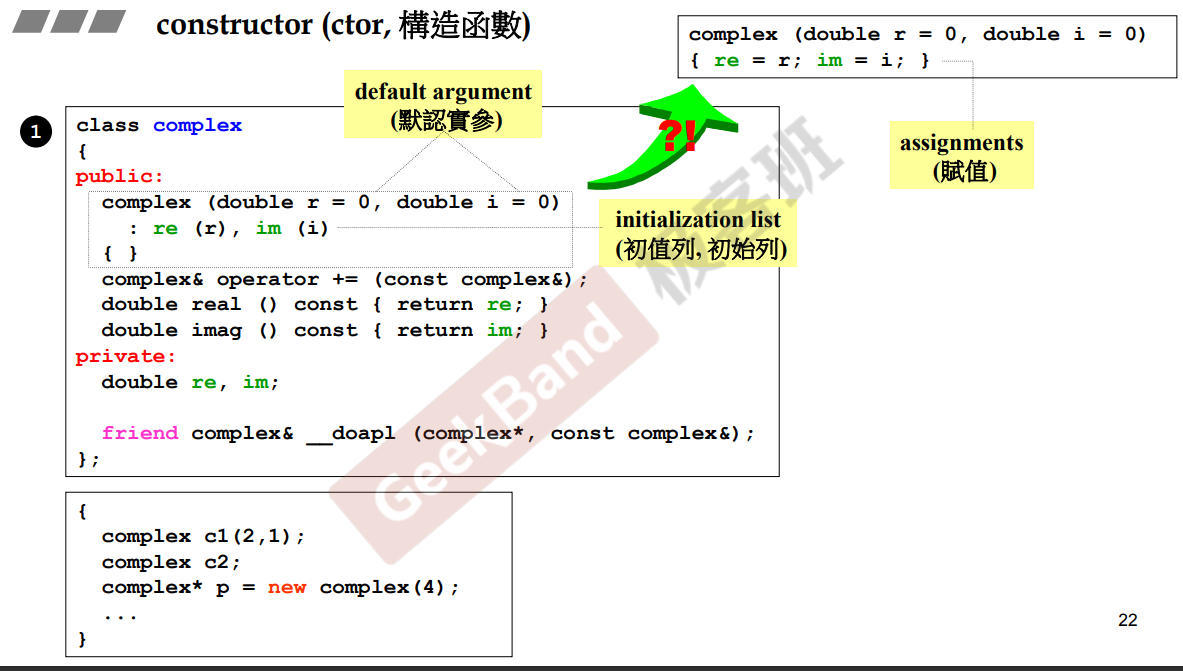 constructor (ctor, 構造函數)
complex (double r = 0, double i = 0)
{ re = r; im = i; }
assignments
(賦值)
?!
default argument
(默認實參)
initialization list
(初值列, 初始列)
1
class complex
{
public:
complex (double r = 0, double i = 0)
: re (r), im (i)
{ }
complex& operator += (const complex&);
double real () const { return re; }
double imag () const { return im; }
private:
double re, im;
friend complex& __doapl (complex*, const complex&);
};
{
complex c1(2,1);
complex c2;
complex* p = new complex(4);
...
}
GeekBand
极客班
22